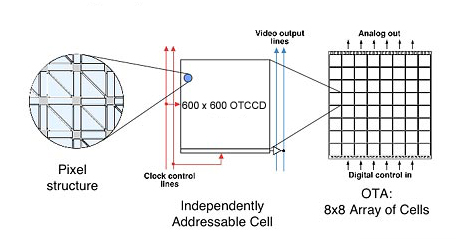 Video output
lines
Analog out
600 x 600 OTCCD
Pixel
structure
Clock control
lines
Digital control in
Independently
Addressable Cell
OTA:
8x8 Array of Cells